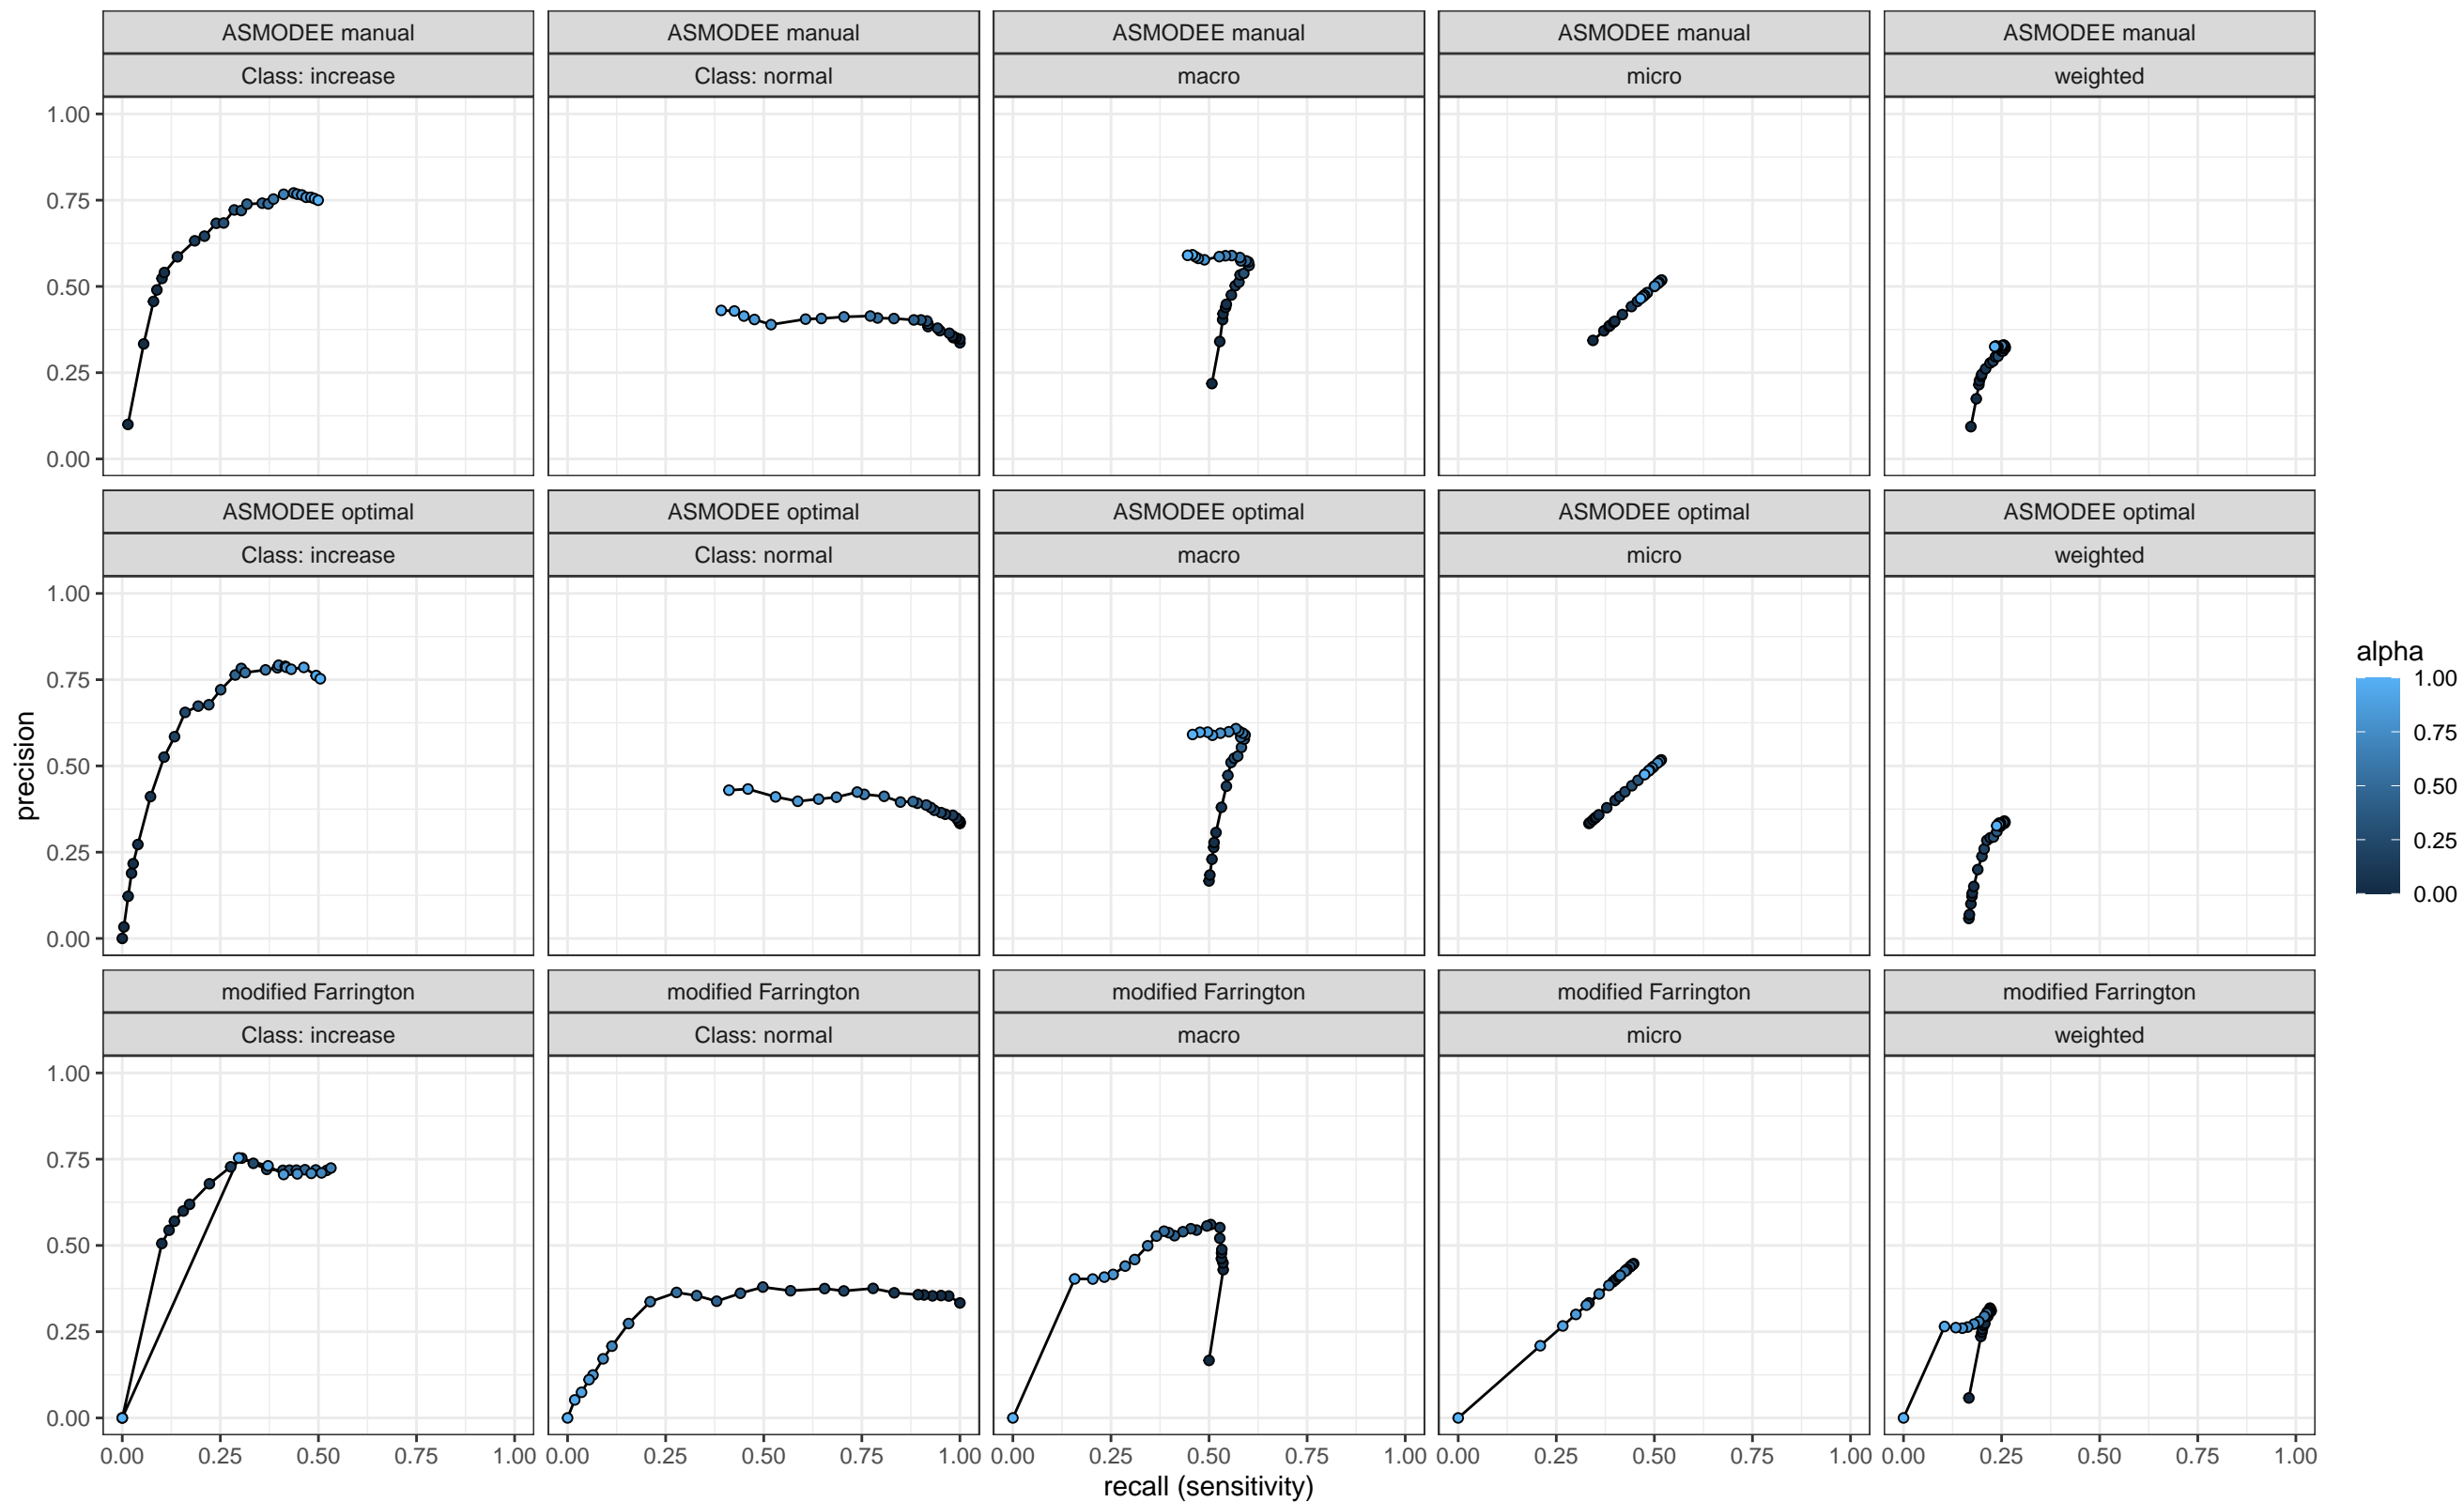 ASMODEE manual
ASMODEE manual
ASMODEE manual
ASMODEE manual
ASMODEE manual
Class: increase
Class: normal
macro
micro
weighted
1.00
0.75
0.50
0.25
0.00
ASMODEE optimal
ASMODEE optimal
ASMODEE optimal
ASMODEE optimal
ASMODEE optimal
Class: increase
Class: normal
macro
micro
weighted
1.00
0.75
0.50
0.25
0.00
precision
modified Farrington
modified Farrington
modified Farrington
modified Farrington
modified Farrington
Class: increase
Class: normal
macro
micro
weighted
1.00
0.75
0.50
0.25
0.00
0.00 0.25 0.50 0.75 1.00
0.00 0.25 0.50 0.75 1.00
0.00 0.25 0.50 0.75 1.00
0.00 0.25 0.50 0.75 1.00
0.00 0.25 0.50 0.75 1.00
recall (sensitivity)
alpha
1.00
0.75
0.50
0.25
0.00